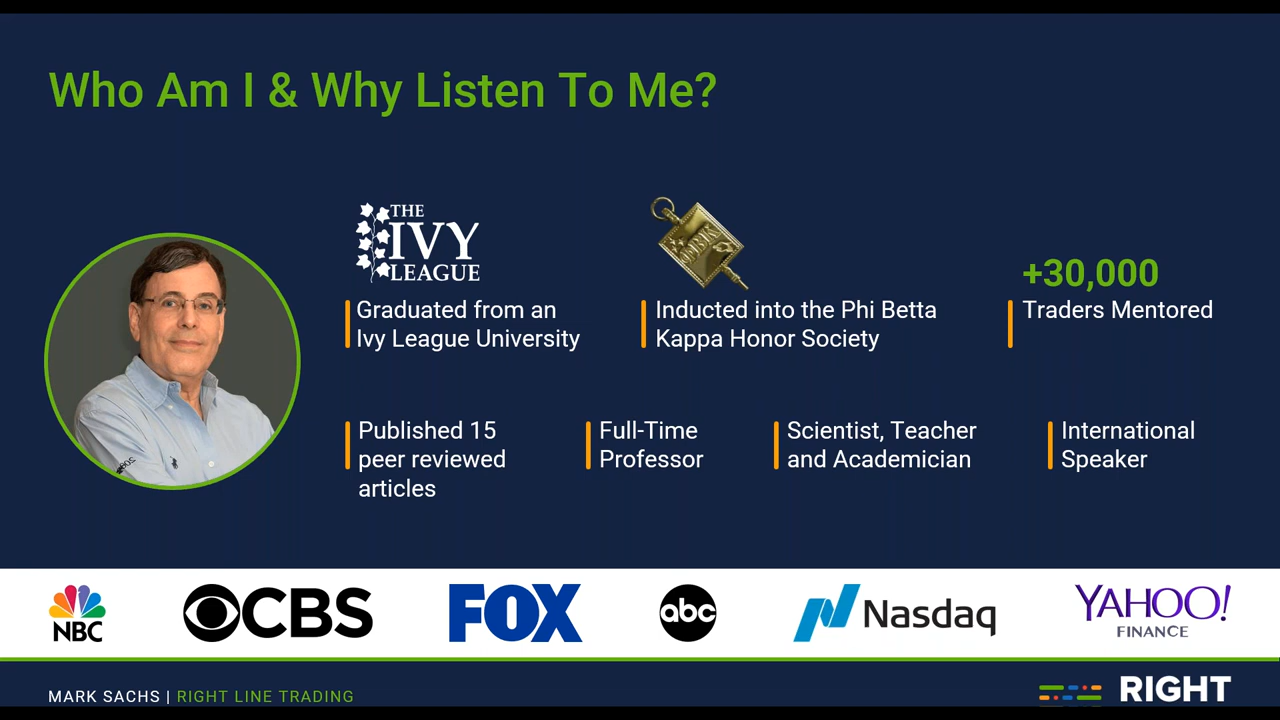 Who Am I & Why Listen To Me?
THE
IVY
LEAGUE
Graduated from an
Ivy League University
ΦBK
Inducted into the Phi Betta
Kappa Honor Society
+30,000
Traders Mentored
Published 15
peer reviewed
articles
Full-Time
Professor
Scientist, Teacher
and Academician
International
Speaker
NBC
CBS
FOX
abc
Nasdaq
YAHOO!
FINANCE
MARK SACHS | RIGHT LINE TRADING
RIGHT